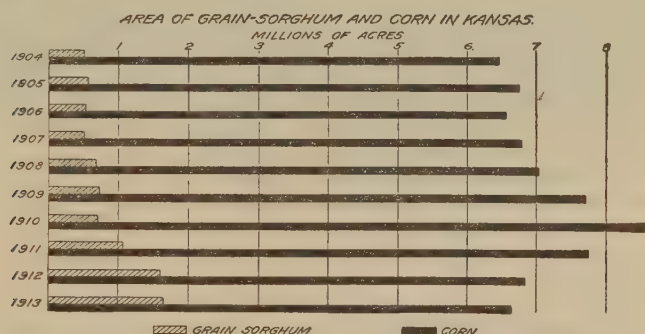 AREA OF GRAIN-SORGHUM AND CORN IN KANSAS.
MILLIONS OF ACRES
1 2 3 4 5 6 7 8
1904
1805
1906
1907
1908
1909
1910
1911
1912
1913
GRAIN SORGHUM CORN